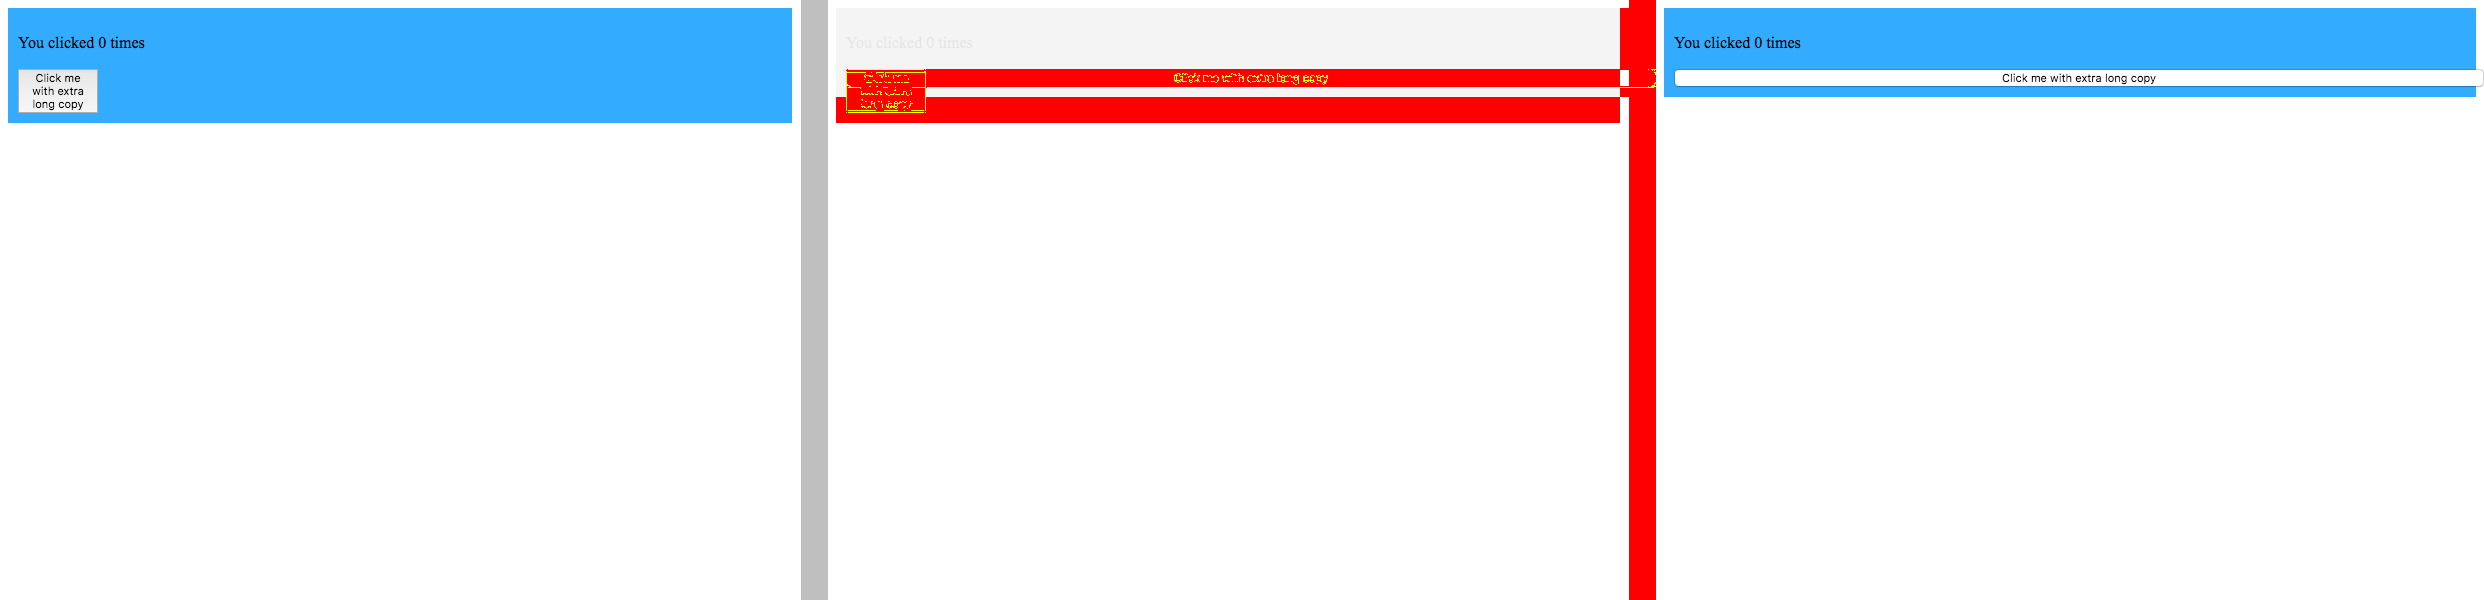 You clicked 0 times
Click me
with extra
long copy
You clicked 0 times
Click me with extra long copy
You clicked 0 times
Click me with extra long copy